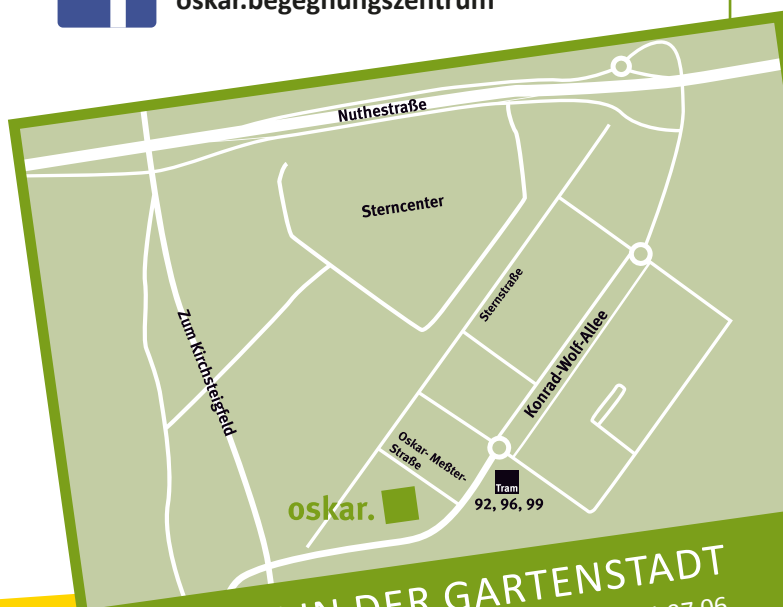 oskar.begegnungszentrum
Nuthestraße
Sterncenter
Sternstraße
Zum Kirchsteigfeld
Konrad-Wolf-Allee
Oskar- Meßter-
Straße
oskar.
Tram
92, 96, 99
IN DER GARTENSTADT